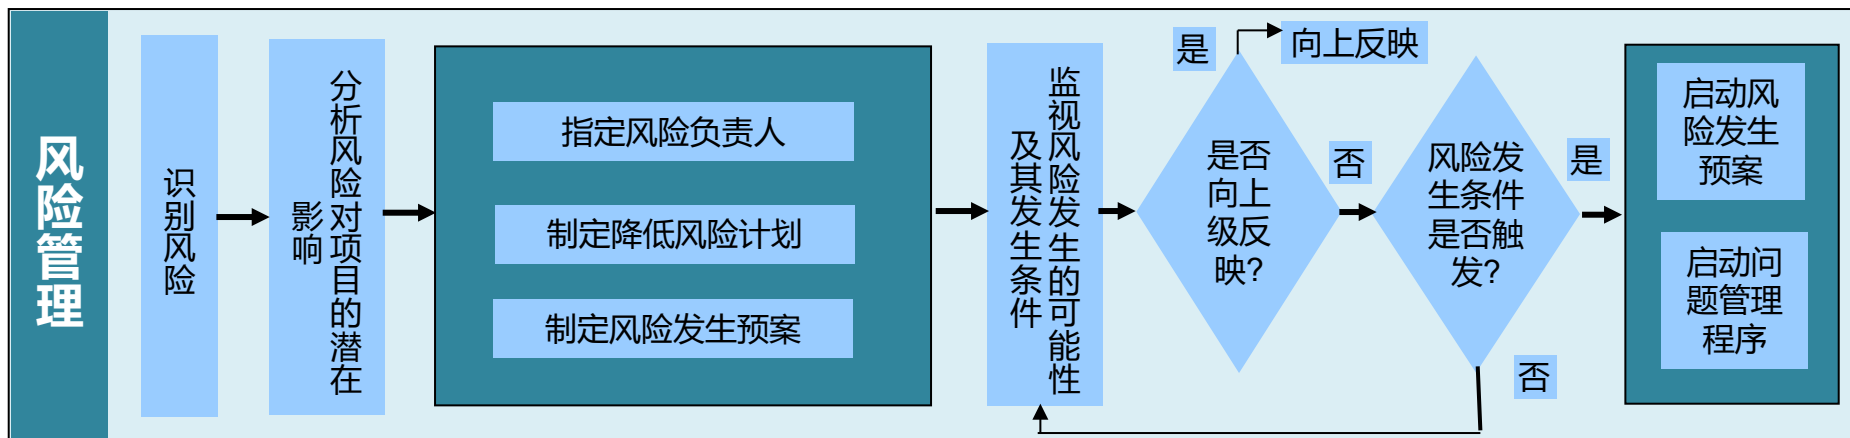 风险管理
识别风险
分析风险对项目的潜在
影响
指定风险负责人
制定降低风险计划
制定风险发生预案
监视风险发生的可能性
及其发生条件
是
向上反映
是否
向上
级反
映?
否
风险发
生条件
是否触
发?
是
否
启动风
险发生
预案
启动问
题管理
程序